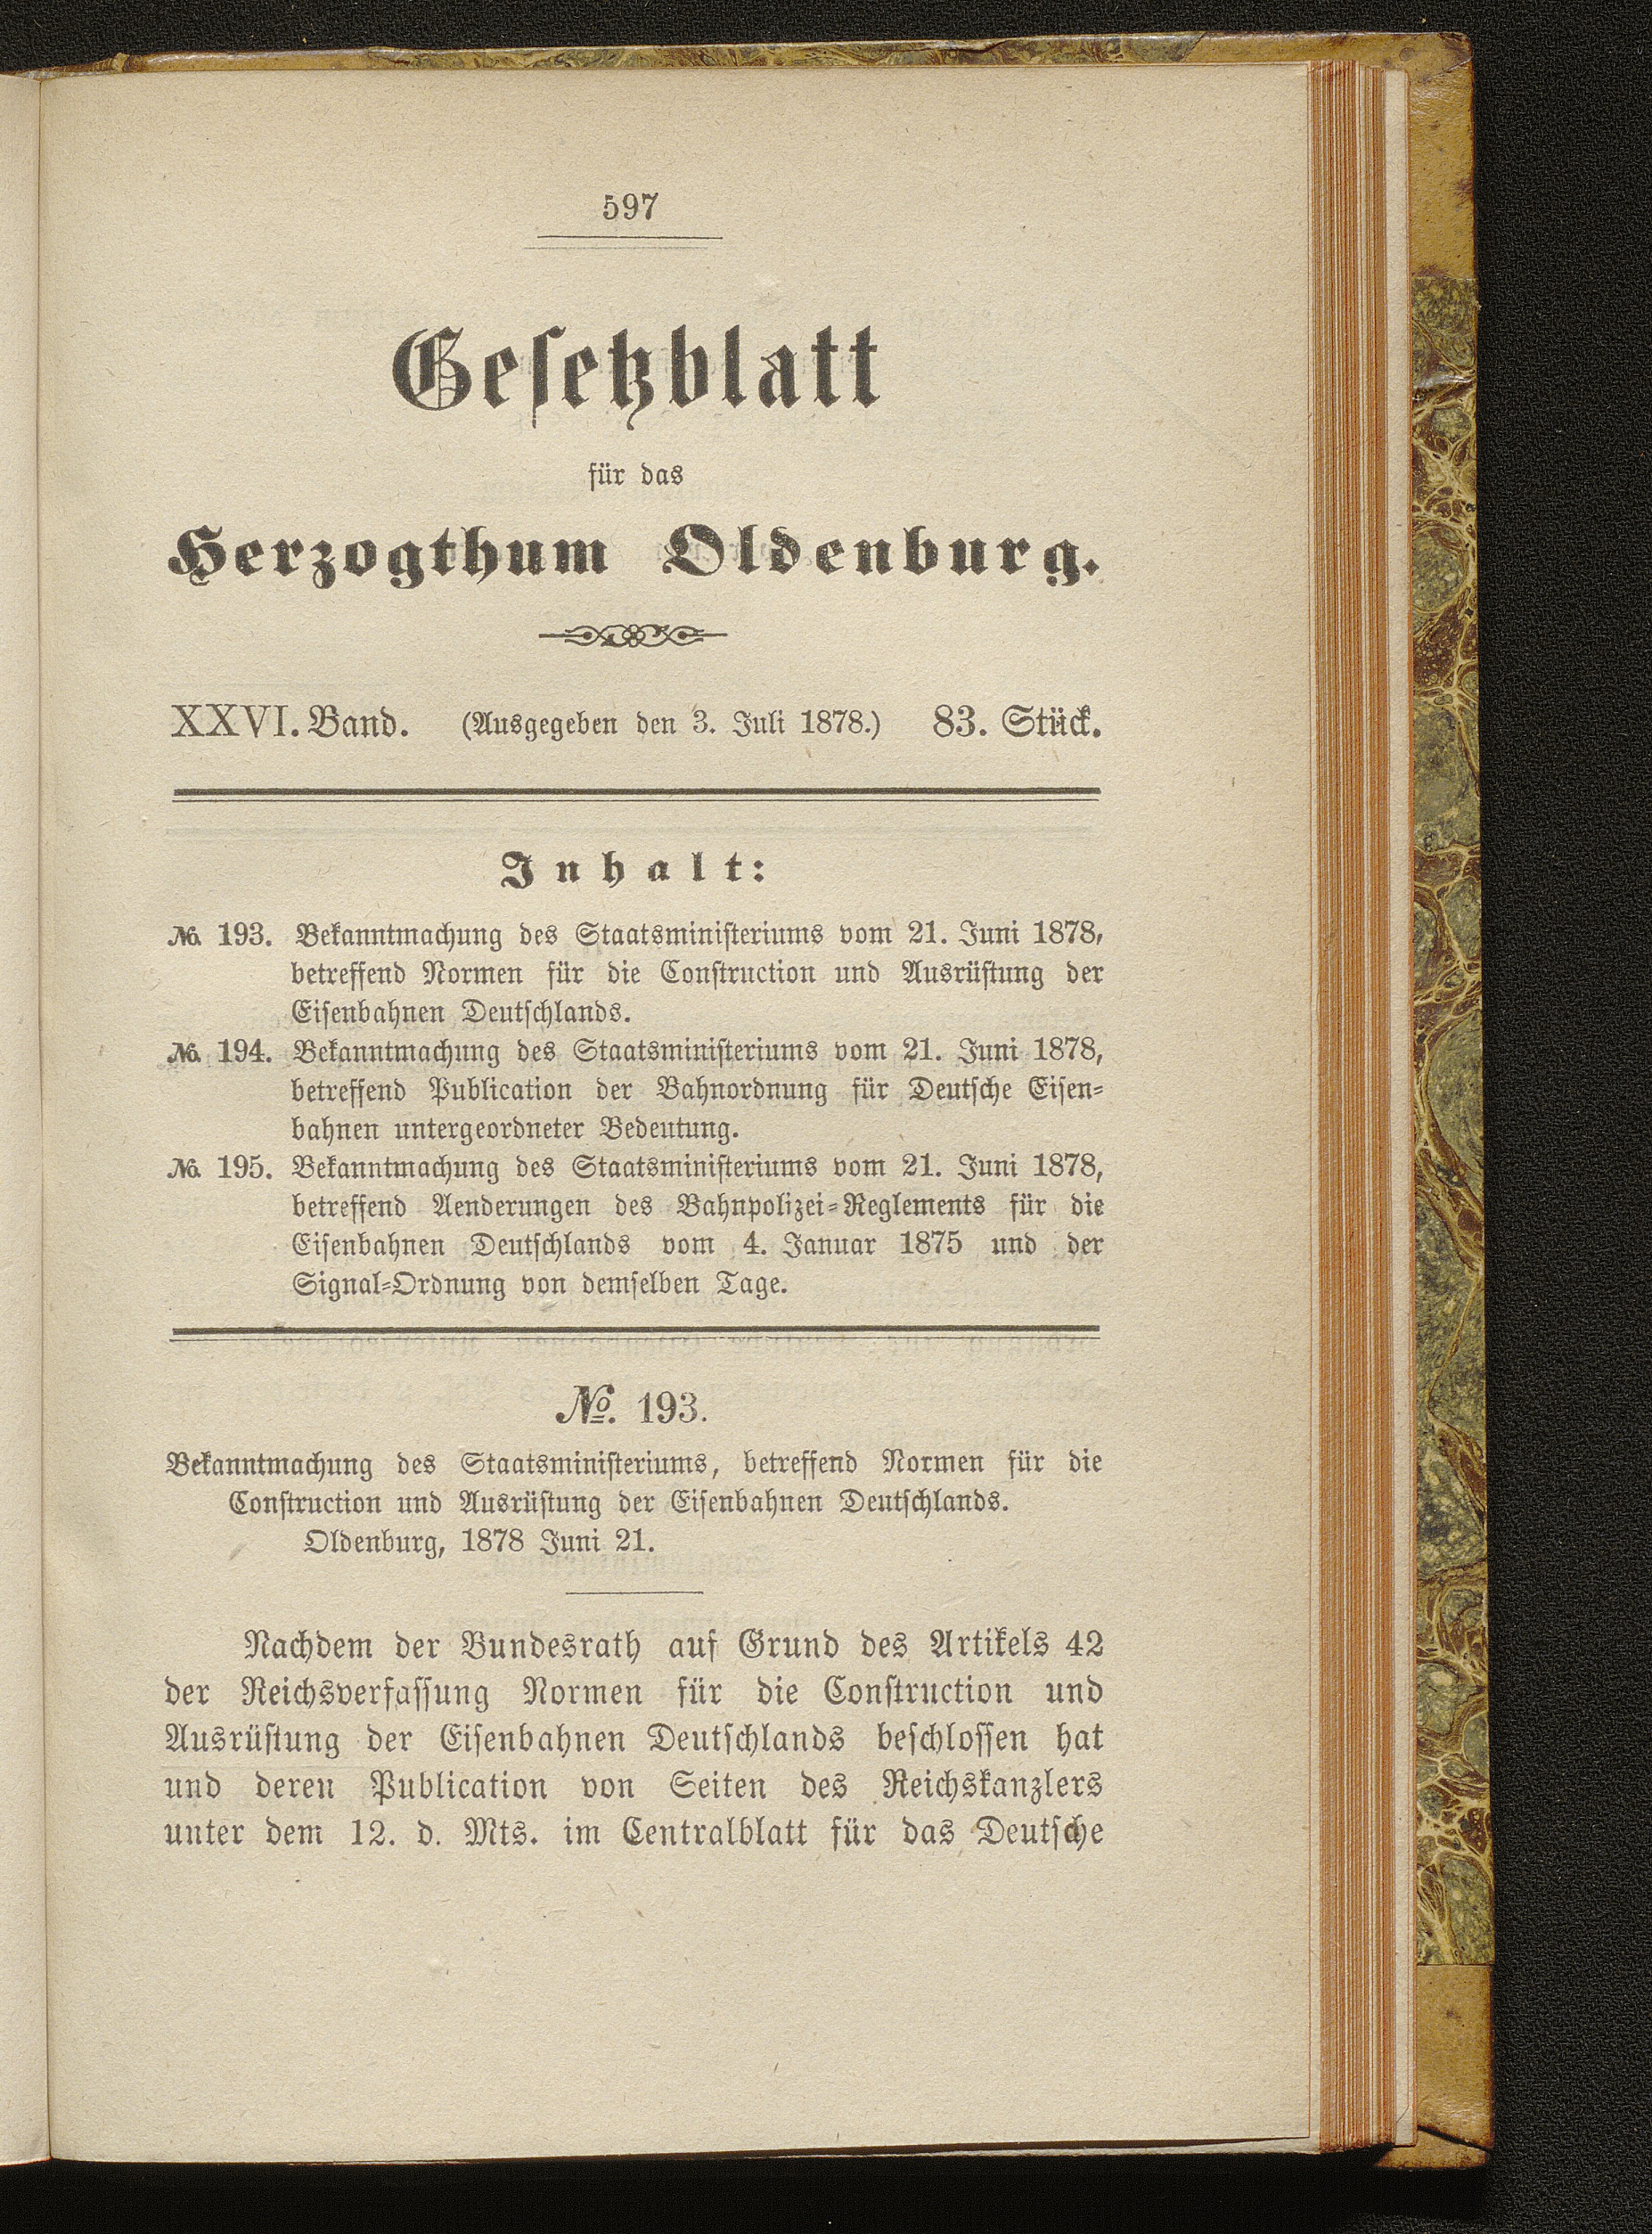 597
Gesetzblatt
für das
Herzogthum Oldenburg.
XXVI. Band. (Ausgegeben den 3. Juli 1878.) 83. Stück.
Inhalt:
№ 193. Bekanntmachung des Staatsministeriums vom 21. Juni 1878,
betreffend Normen für die Construction und Ausrüstung der
Eisenbahnen Deutschlands.
№ 194. Bekanntmachung des Staatsministeriums vom 21. Juni 1878,
betreffend Publication der Bahnordnung für Deutsche Eisen-
bahnen untergeordneter Bedeutung.
№ 195. Bekanntmachung des Staatsministeriums vom 21. Juni 1878,
betreffend Aenderungen des Bahnpolizei-Reglements für die
Eisenbahnen Deutschlands vom 4. Januar 1875 und der
Signal-Ordnung von demselben Tage.
№. 193.
Bekanntmachung des Staatsministeriums, betreffend Normen für die
Construction und Ausrüstung der Eisenbahnen Deutschlands.
Oldenburg, 1878 Juni 21.
Nachdem der Bundesrath auf Grund des Artikels 42
der Reichsverfassung Normen für die Construction und
Ausrüstung der Eisenbahnen Deutschlands beschlossen hat
und deren Publication von Seiten des Reichskanzlers
unter dem 12. d. Mts. im Centralblatt für das Deutsche